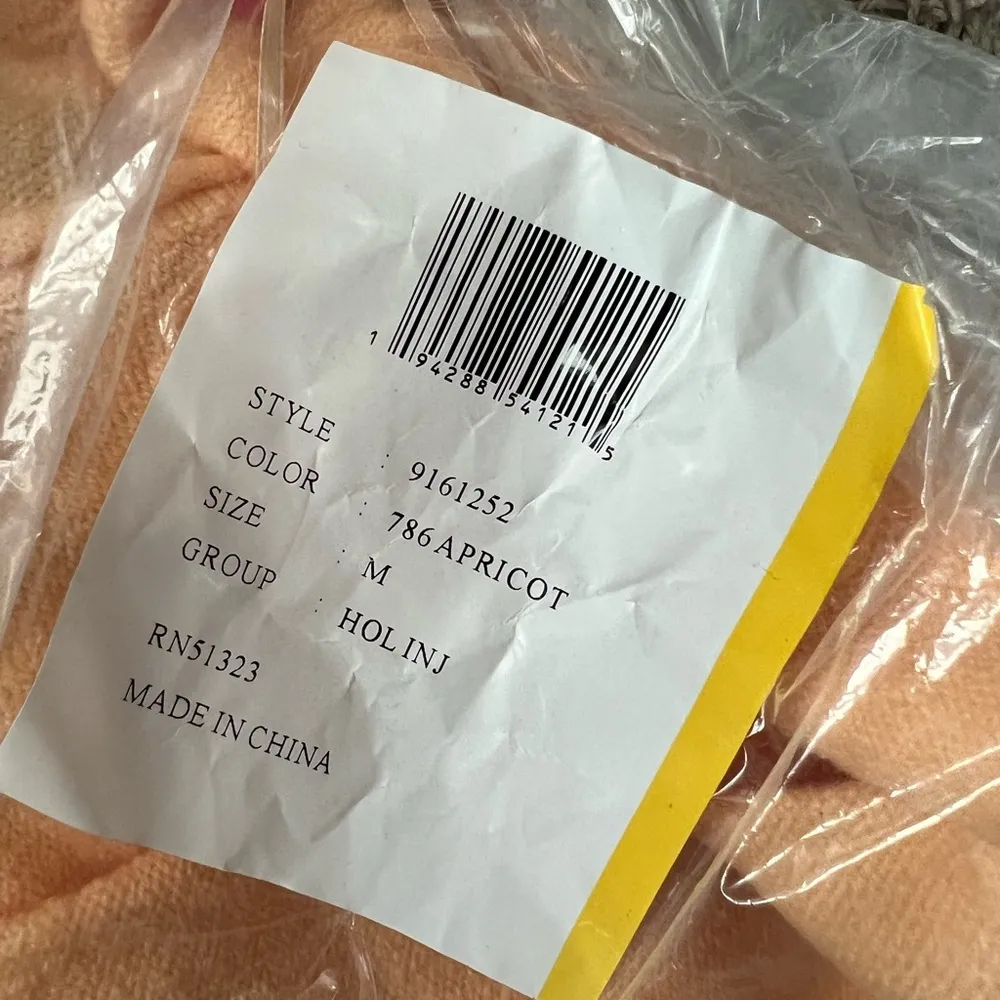 1 94288 54121 5
STYLE : 9161252
COLOR : 786 APRICOT
SIZE : M
GROUP : HOL INJ
RN51323
MADE IN CHINA